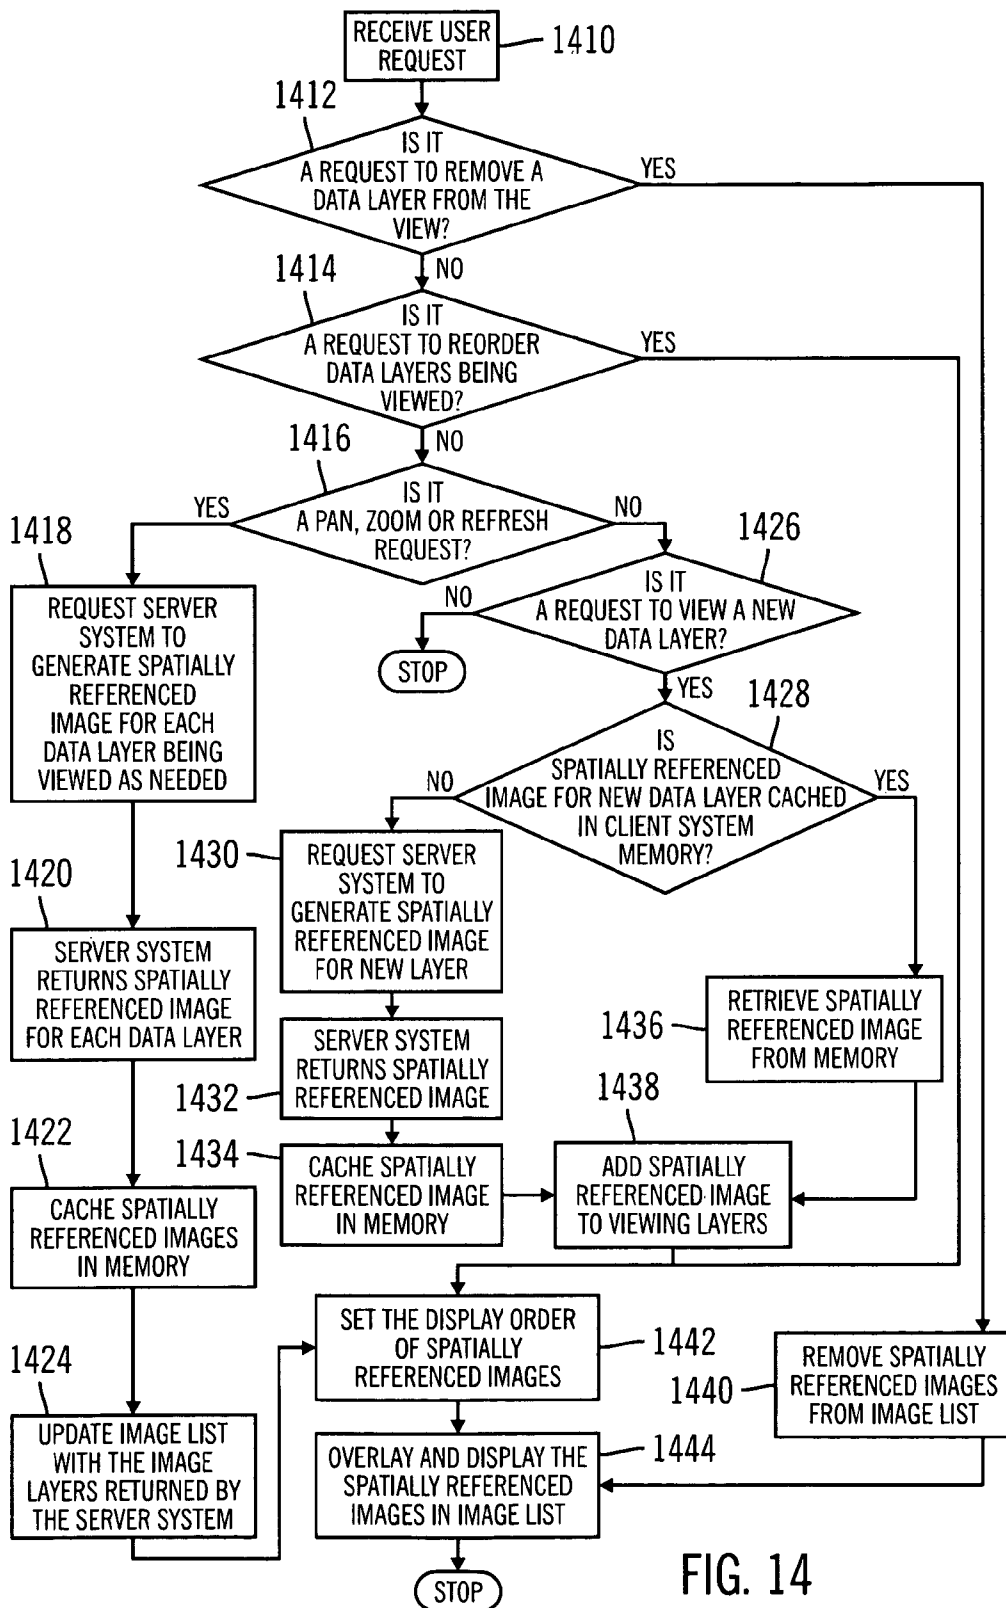 RECEIVE USER
REQUEST
1410
1412
IS IT
A REQUEST TO REMOVE A
DATA LAYER FROM THE
VIEW?
YES
NO
1414
IS IT
A REQUEST TO REORDER
DATA LAYERS BEING
VIEWED?
YES
NO
1416
IS IT
A PAN, ZOOM OR REFRESH
REQUEST?
YES
NO
1418
REQUEST SERVER
SYSTEM TO
GENERATE SPATIALLY
REFERENCED
IMAGE FOR EACH
DATA LAYER BEING
VIEWED AS NEEDED
1426
IS IT
A REQUEST TO VIEW A NEW
DATA LAYER?
NO
STOP
YES
1428
IS
SPATIALLY REFERENCED
IMAGE FOR NEW DATA LAYER CACHED
IN CLIENT SYSTEM
MEMORY?
NO
YES
1430
REQUEST SERVER
SYSTEM TO
GENERATE SPATIALLY
REFERENCED IMAGE
FOR NEW LAYER
1420
SERVER SYSTEM
RETURNS SPATIALLY
REFERENCED IMAGE
FOR EACH DATA LAYER
1436
RETRIEVE SPATIALLY
REFERENCED IMAGE
FROM MEMORY
1432
SERVER SYSTEM
RETURNS SPATIALLY
REFERENCED IMAGE
1422
CACHE SPATIALLY
REFERENCED IMAGES
IN MEMORY
1434
CACHE SPATIALLY
REFERENCED IMAGE
IN MEMORY
1438
ADD SPATIALLY
REFERENCED IMAGE
TO VIEWING LAYERS
1424
UPDATE IMAGE LIST
WITH THE IMAGE
LAYERS RETURNED BY
THE SERVER SYSTEM
SET THE DISPLAY ORDER
OF SPATIALLY
REFERENCED IMAGES
1442
1440
REMOVE SPATIALLY
REFERENCED IMAGES
FROM IMAGE LIST
OVERLAY AND DISPLAY THE
SPATIALLY REFERENCED
IMAGES IN IMAGE LIST
1444
STOP
FIG. 14